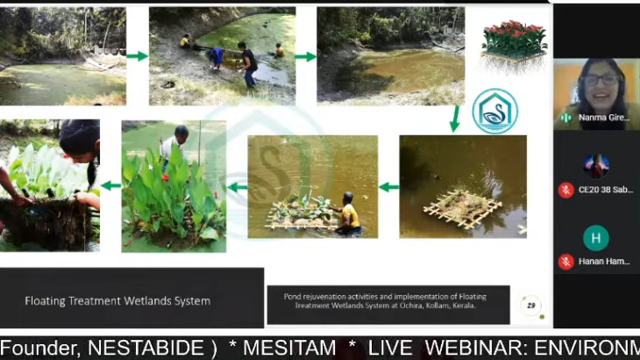 Nanma Gire...
CE20 38 Sab...
H
Hanan Ham...
Floating Treatment Wetlands System
Pond rejuvenation activities and implementation of Floating
Treatment Wetlands System at Ochira, Kollam, Kerala.
29
Founder, NESTABIDE ) * MESITAM * LIVE WEBINAR: ENVIRONM